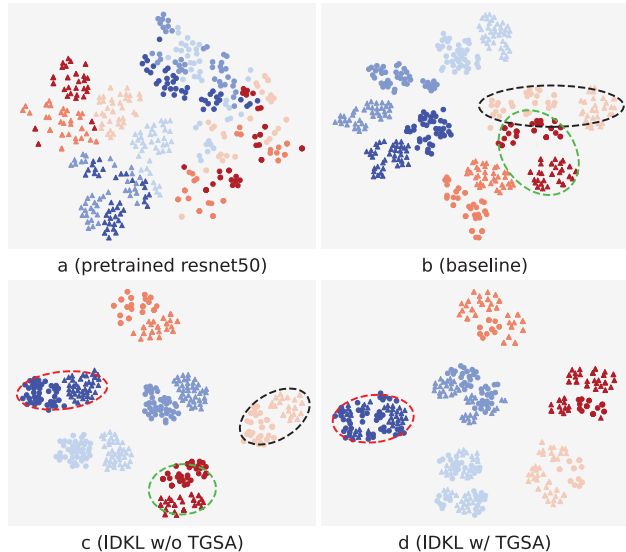 a (pretrained resnet50)
b (baseline)
c (IDKL w/o TGSA)
d (IDKL w/ TGSA)